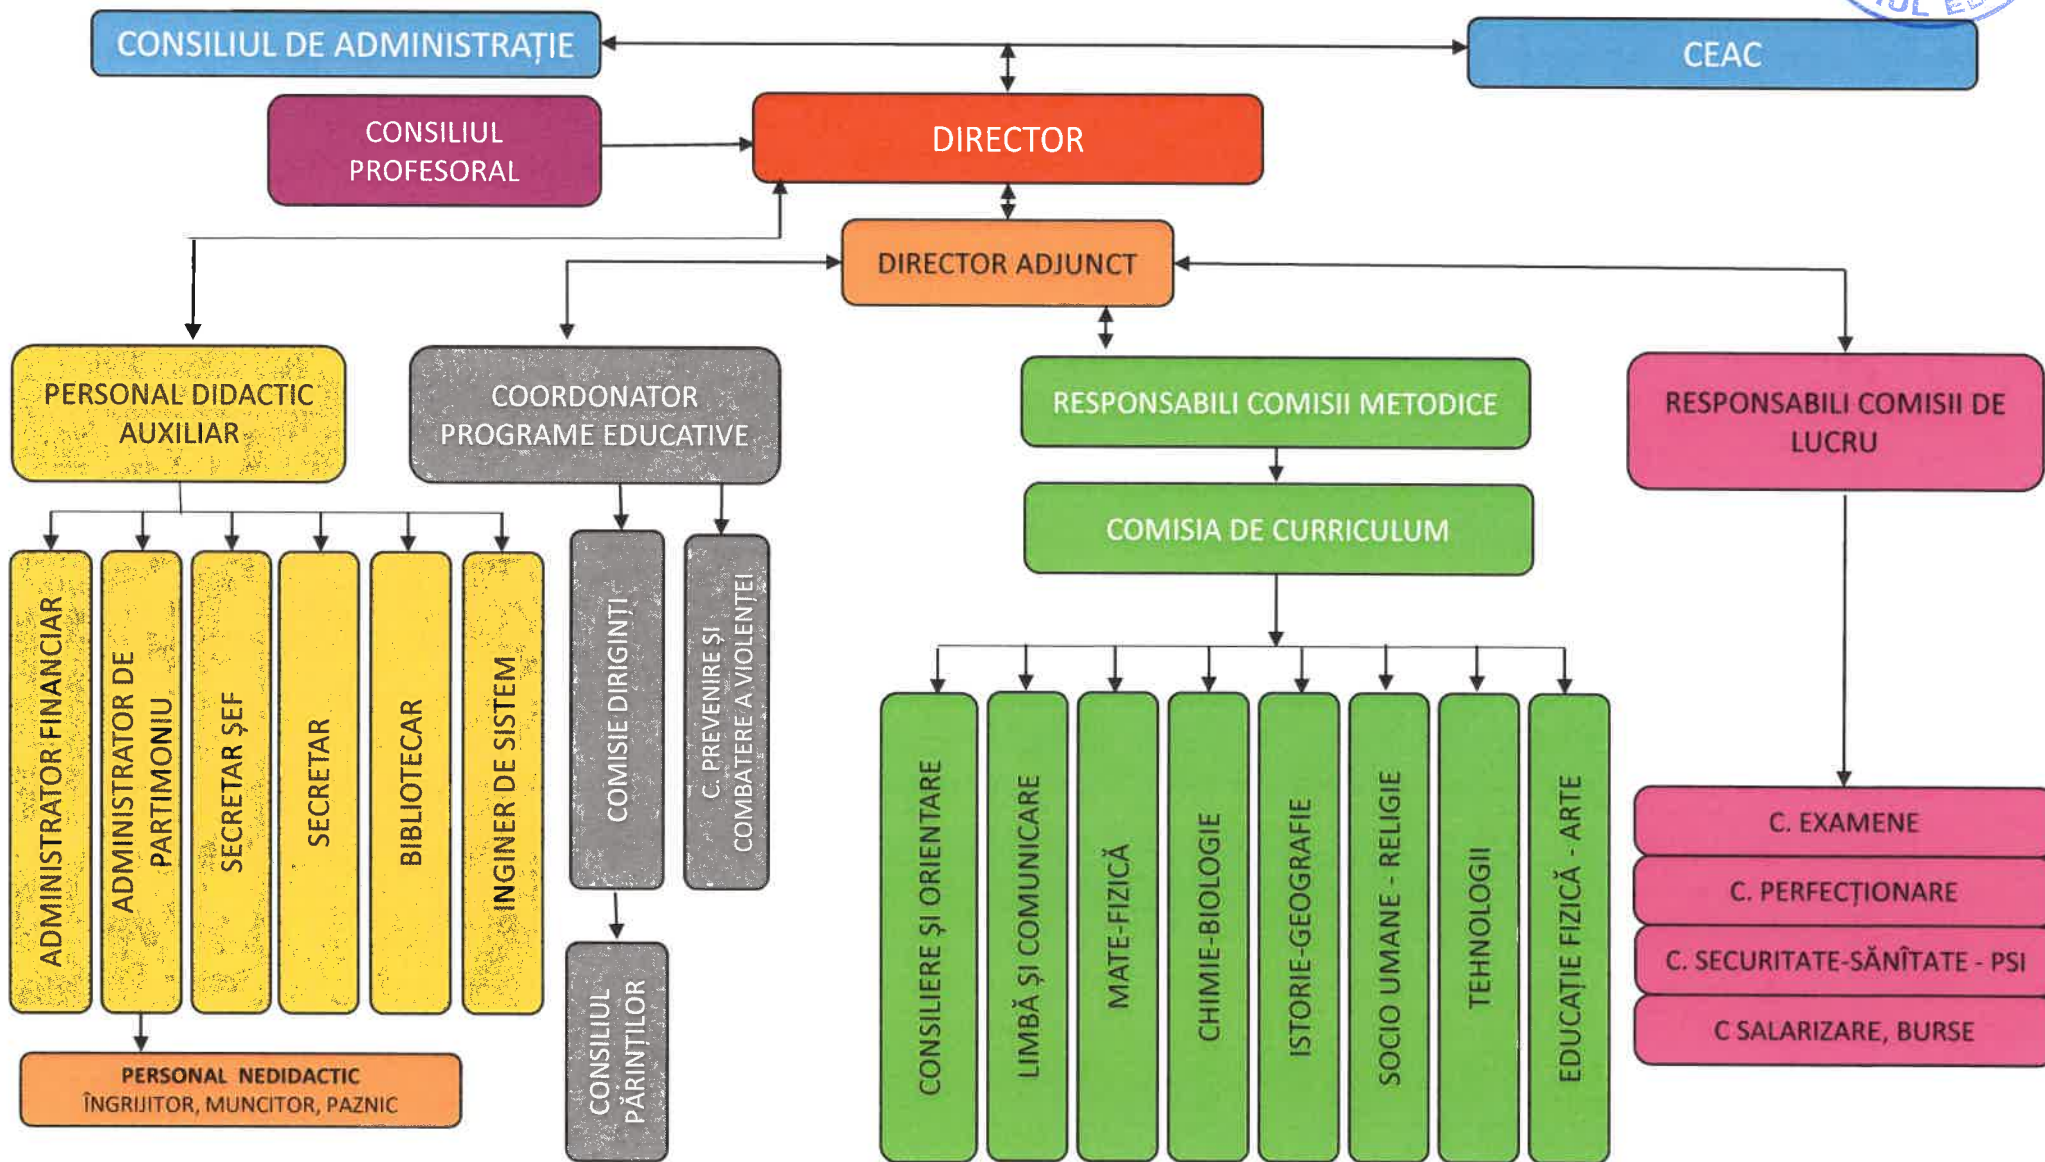 CONSILIUL DE ADMINISTRAȚIE
CEAC
CONSILIUL
PROFESORAL
DIRECTOR
DIRECTOR ADJUNCT
PERSONAL DIDACTIC
AUXILIAR
COORDONATOR
PROGRAME EDUCATIVE
RESPONSABILI COMISII METODICE
RESPONSABILI COMISII DE
LUCRU
COMISIA DE CURRICULUM
ADMINISTRATOR FINANCIAR
ADMINISTRATOR DE
PARTIMONIU
SECRETAR ȘEF
SECRETAR
BIBLIOTECAR
INGINER DE SISTEM
COMISIE DIRIGINȚI
C. PREVENIRE ȘI
COMBATERE A VIOLENȚEI
CONSILIUL
PĂRINȚILOR
CONSILIERE ȘI ORIENTARE
LIMBĂ ȘI COMUNICARE
MATE-FIZICĂ
CHIMIE-BIOLOGIE
ISTORIE-GEOGRAFIE
SOCIO UMANE - RELIGIE
TEHNOLOGII
EDUCAȚIE FIZICĂ - ARTE
C. EXAMENE
C. PERFECȚIONARE
C. SECURITATE-SĂNÎTATE - PSI
C SALARIZARE, BURSE
PERSONAL NEDIDACTIC
ÎNGRIJITOR, MUNCITOR, PAZNIC